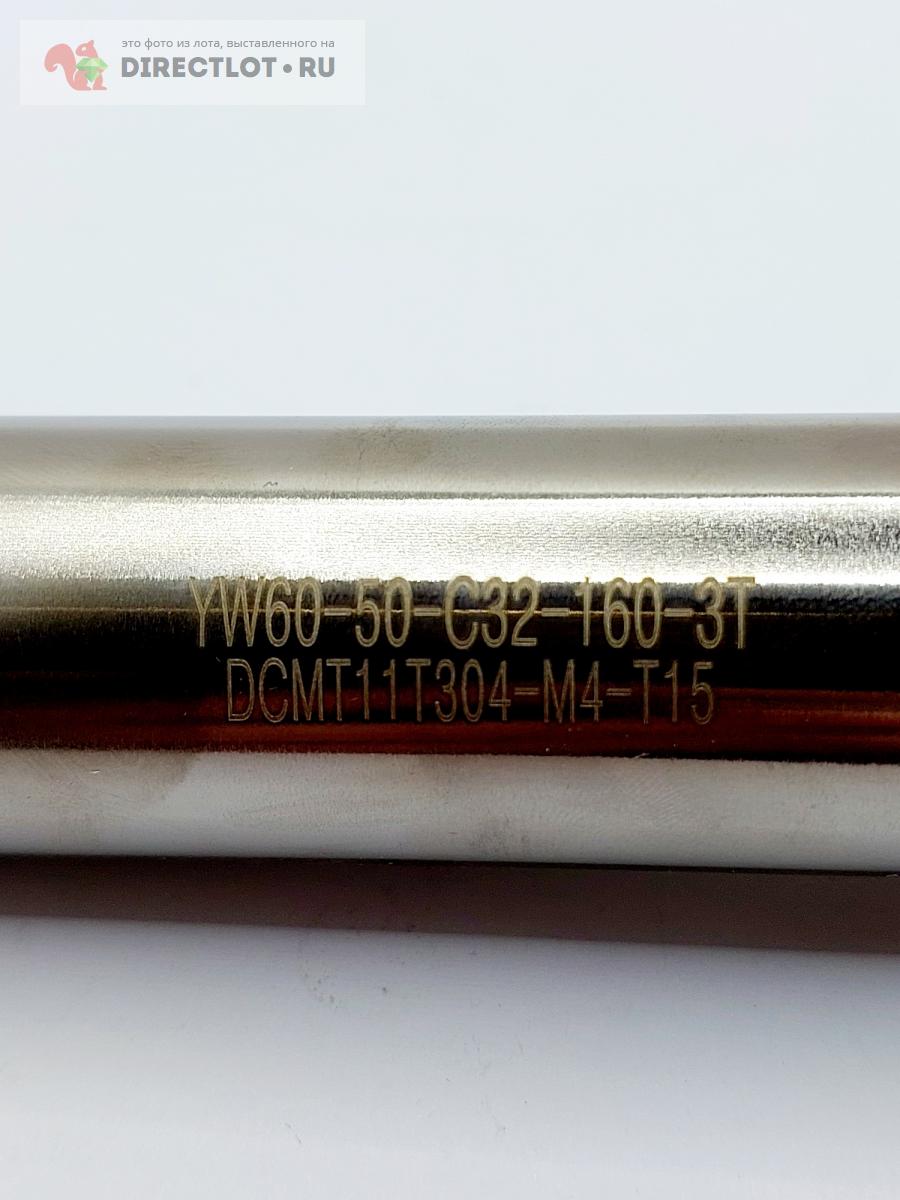 это фото из лота, выставленного на
DIRECTLOT•RU
YW60-50-C32-160-3T
DCMT11T304-M4-T15